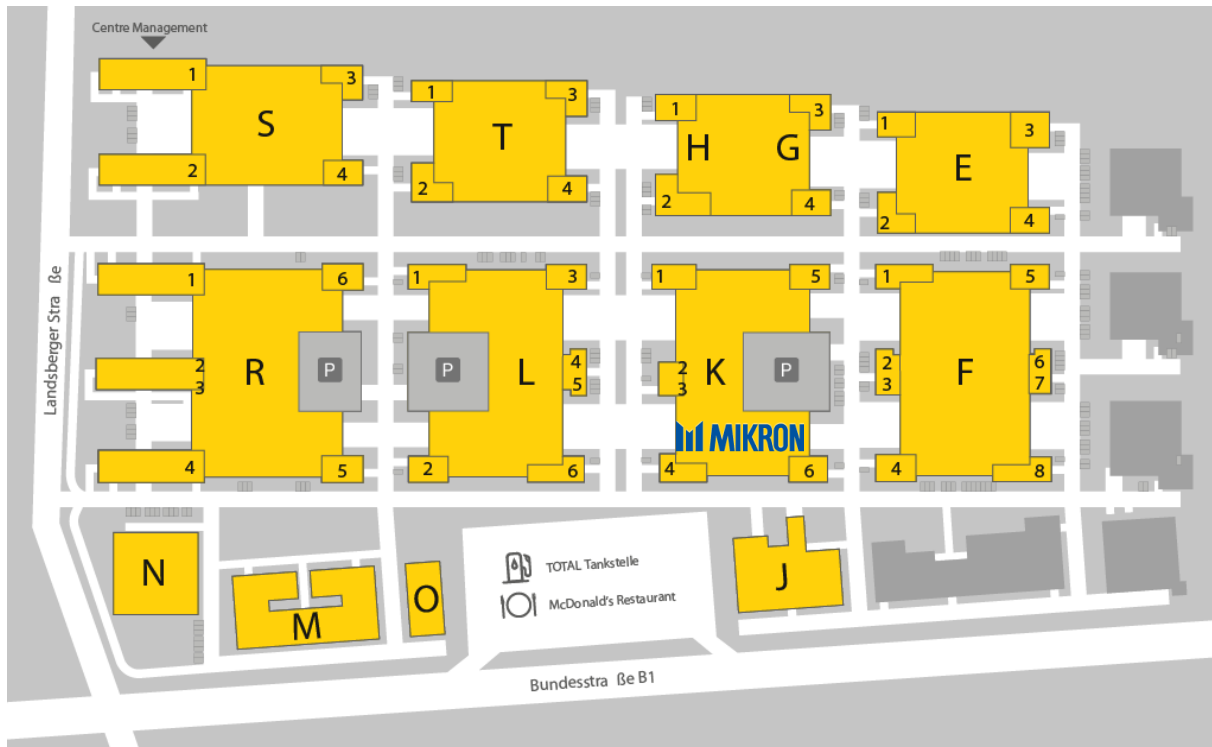 Centre Management
1
3
S
2
4
1
3
T
2
4
1
3
H G
2
4
1
3
E
2
4
1
6
R
P
2
3
4
5
1
3
P
L
4
5
2
6
1
5
2
3
K
P
MIKRON
4
6
1
5
2
3
F
6
7
4
8
Landsberger Stra ße
N
M
O
TOTAL Tankstelle
McDonald's Restaurant
J
Bundesstra ße B1